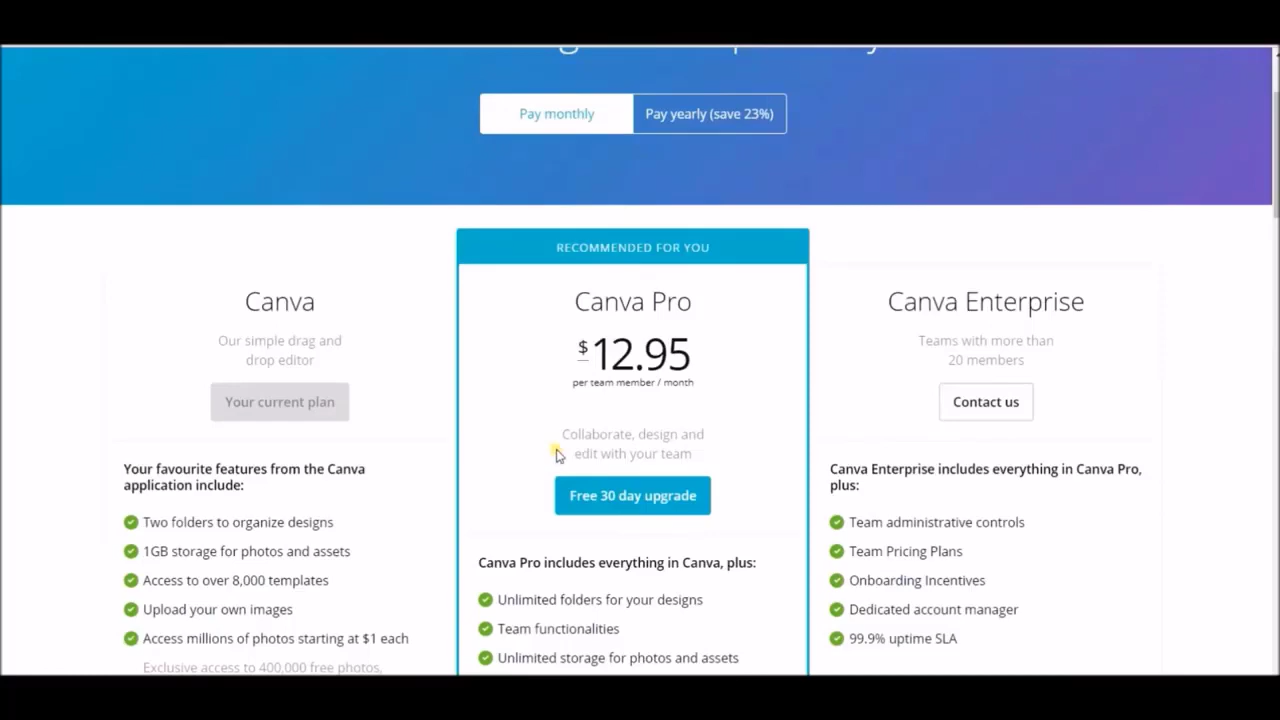 Pay monthly
Pay yearly (save 23%)
RECOMMENDED FOR YOU
Canva
Our simple drag and
drop editor
Your current plan
Your favourite features from the Canva
application include:
Two folders to organize designs
1GB storage for photos and assets
Access to over 8,000 templates
Upload your own images
Access millions of photos starting at $1 each
Exclusive access to 400,000 free photos,
Canva Pro
$12.95
per team member / month
Collaborate, design and
edit with your team
Free 30 day upgrade
Canva Pro includes everything in Canva, plus:
Unlimited folders for your designs
Team functionalities
Unlimited storage for photos and assets
Canva Enterprise
Teams with more than
20 members
Contact us
Canva Enterprise includes everything in Canva Pro,
plus:
Team administrative controls
Team Pricing Plans
Onboarding Incentives
Dedicated account manager
99.9% uptime SLA